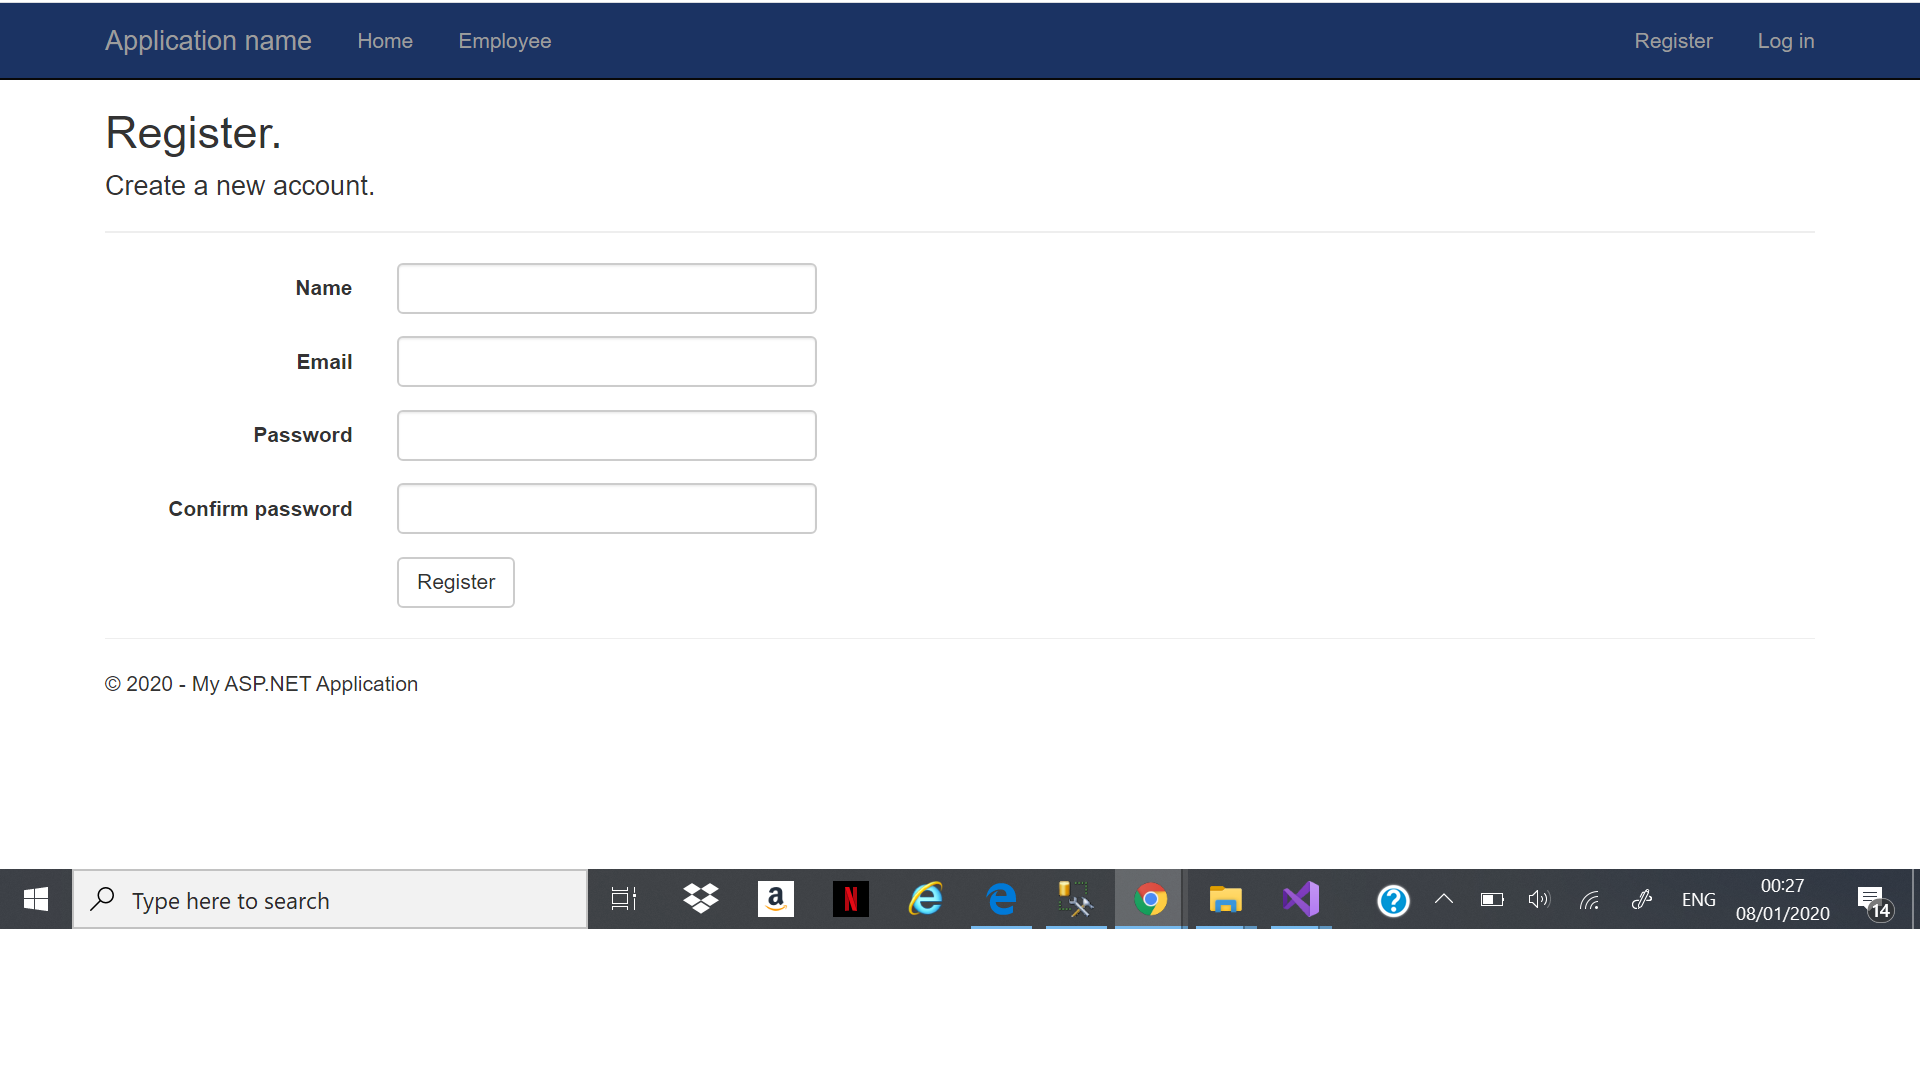 Application name Home Employee Register Log in
Register.
Create a new account.
Name
Email
Password
Confirm password
Register
© 2020 - My ASP.NET Application
Type here to search
a
N
?
ENG
00:27
08/01/2020
14